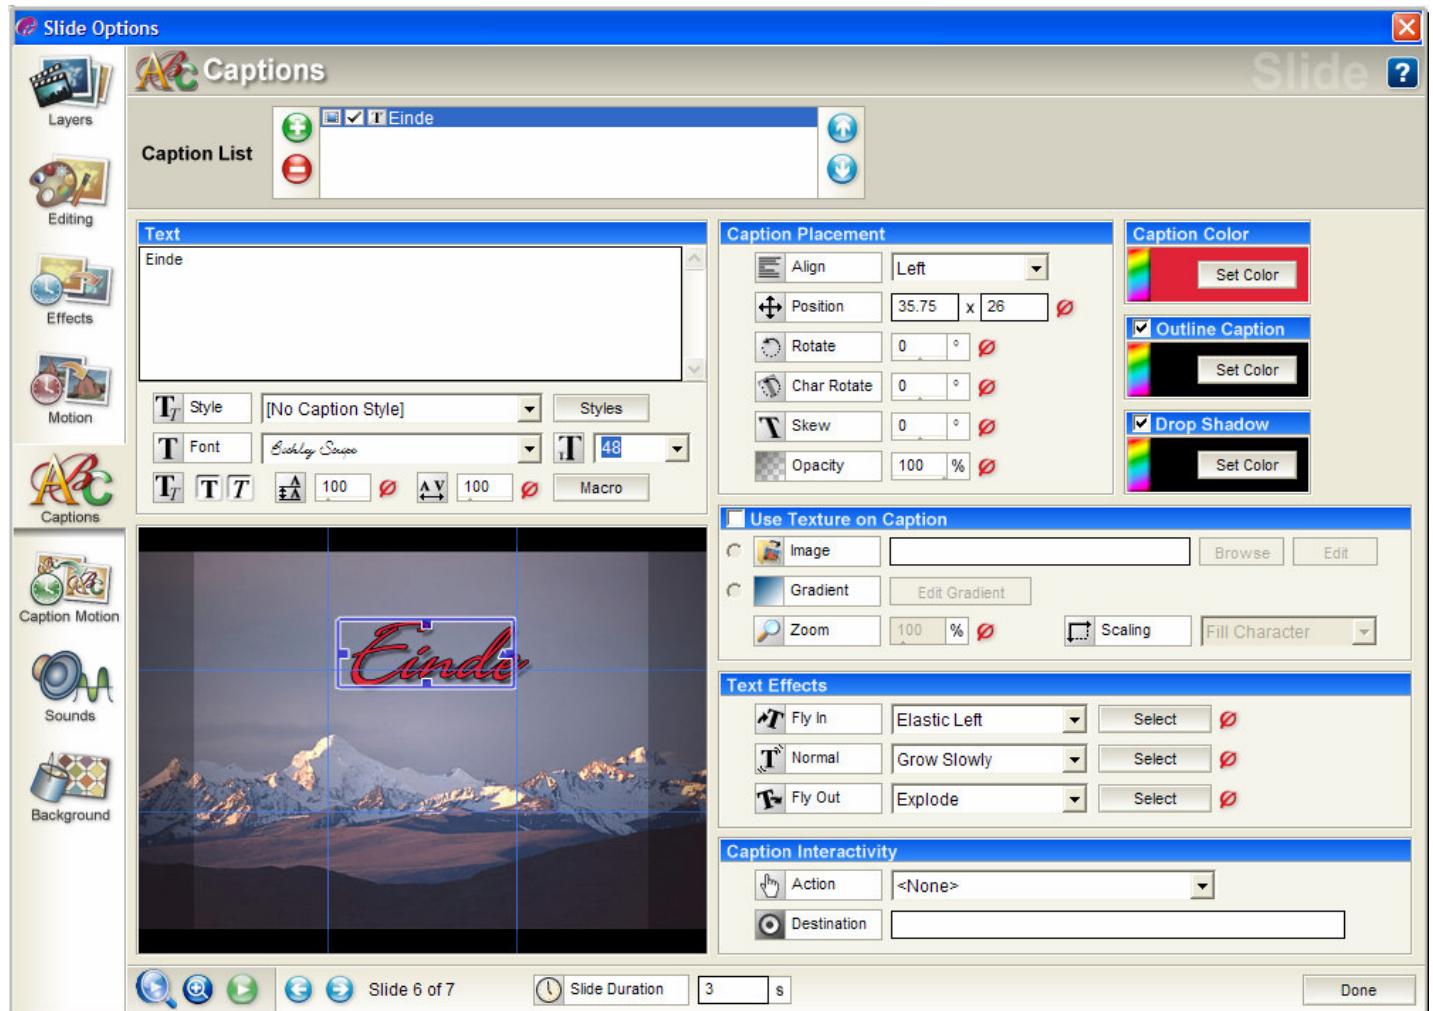 Slide Options
Captions
Slide
?
Layers
Caption List
T Einde
Editing
Text
Einde
Caption Placement
Caption Color
Align
Left
Set Color
Effects
Position
35.75 x 26
Outline Caption
Rotate
0 °
Set Color
Motion
Char Rotate
0 °
Style
[No Caption Style]
Styles
Skew
0 °
Drop Shadow
Font
Bickley Script
48
Opacity
100 %
Set Color
100
100
Macro
Captions
Use Texture on Caption
Image
Browse
Edit
Gradient
Edit Gradient
Caption Motion
Zoom
100 %
Scaling
Fill Character
Einde
Sounds
Text Effects
Fly In
Elastic Left
Select
Normal
Grow Slowly
Select
Fly Out
Explode
Select
Background
Caption Interactivity
Action
<None>
Destination
Slide 6 of 7
Slide Duration
3 s
Done